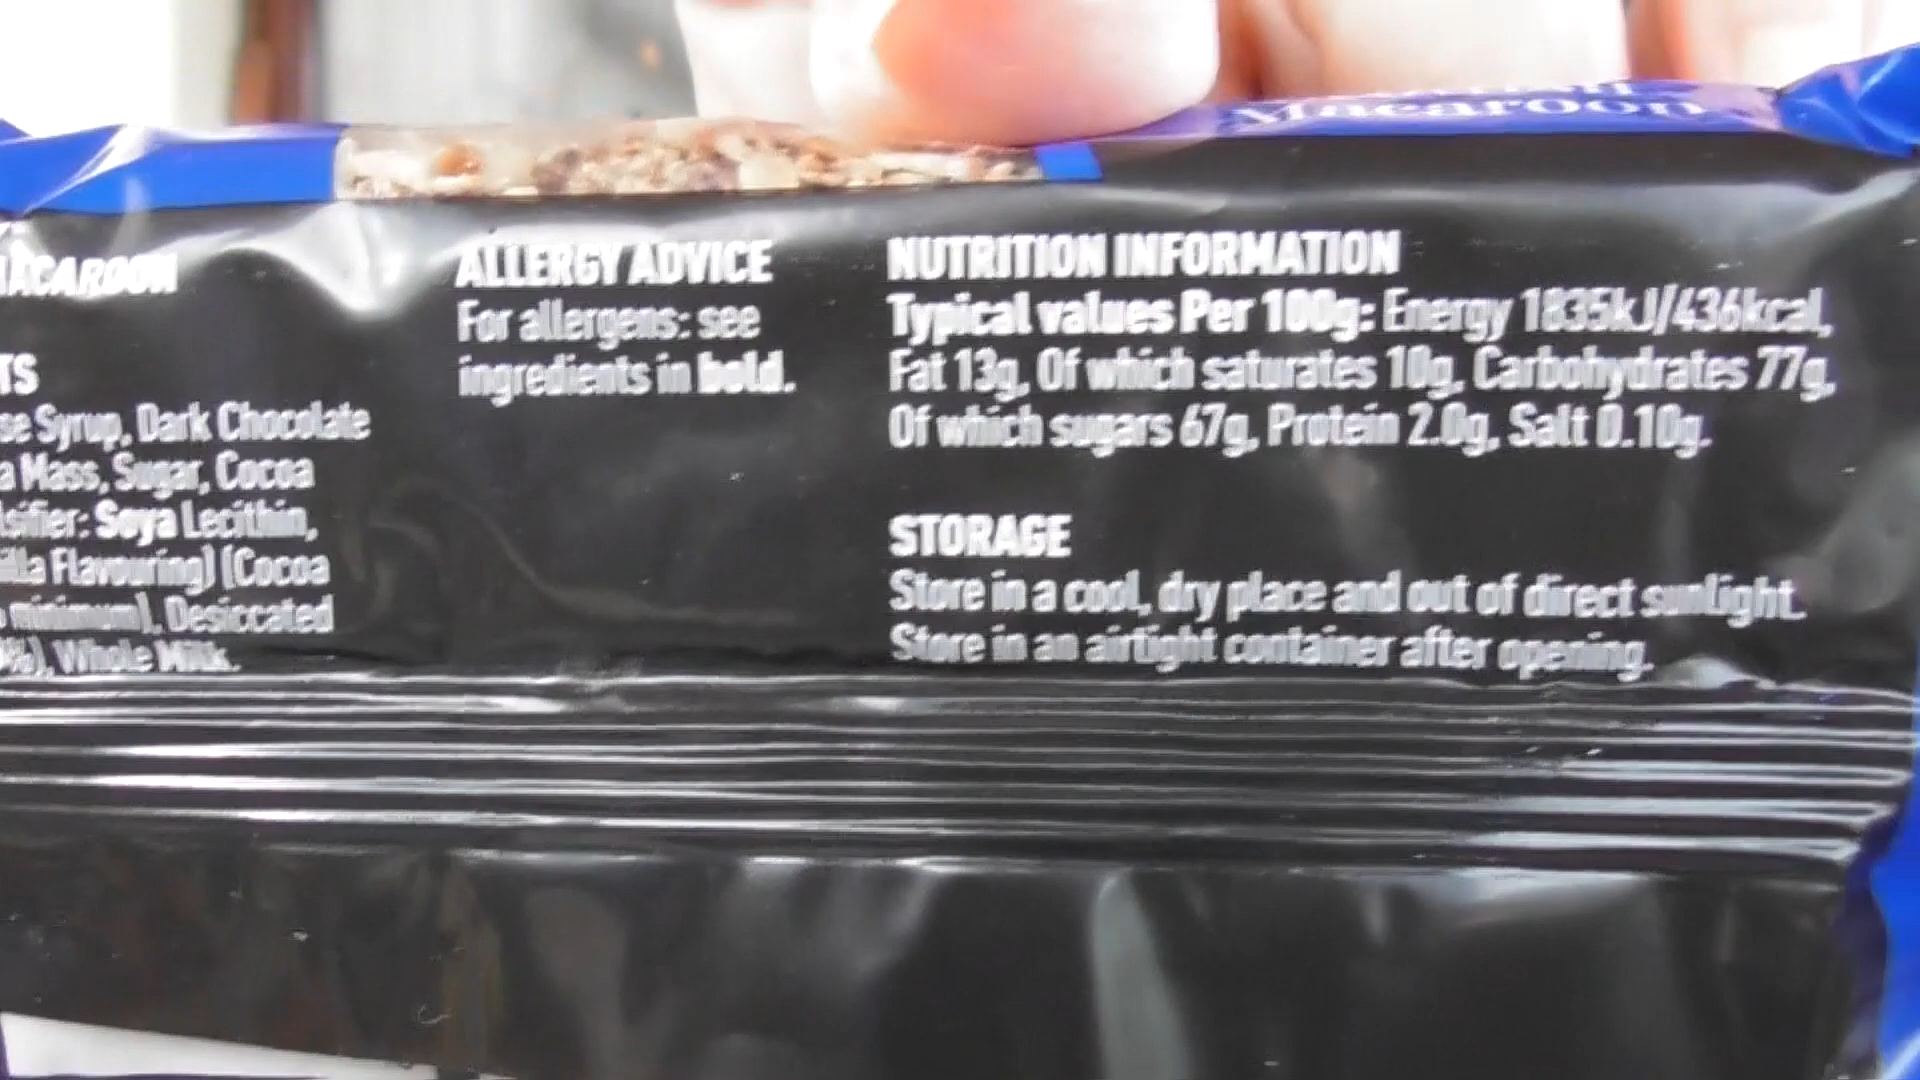 Macaroon
MACAROON
TS
se Syrup, Dark Chocolate
a Mass, Sugar, Cocoa
lsifier: Soya Lecithin,
illa Flavouring) (Cocoa
minimum), Desiccated
%), Whole Milk.
ALLERGY ADVICE
For allergens: see
ingredients in bold.
NUTRITION INFORMATION
Typical values Per 100g: Energy 1835kJ/436kcal,
Fat 13g, Of which saturates 10g, Carbohydrates 77g,
Of which sugars 67g, Protein 2.0g, Salt 0.10g.
STORAGE
Store in a cool, dry place and out of direct sunlight.
Store in an airtight container after opening.